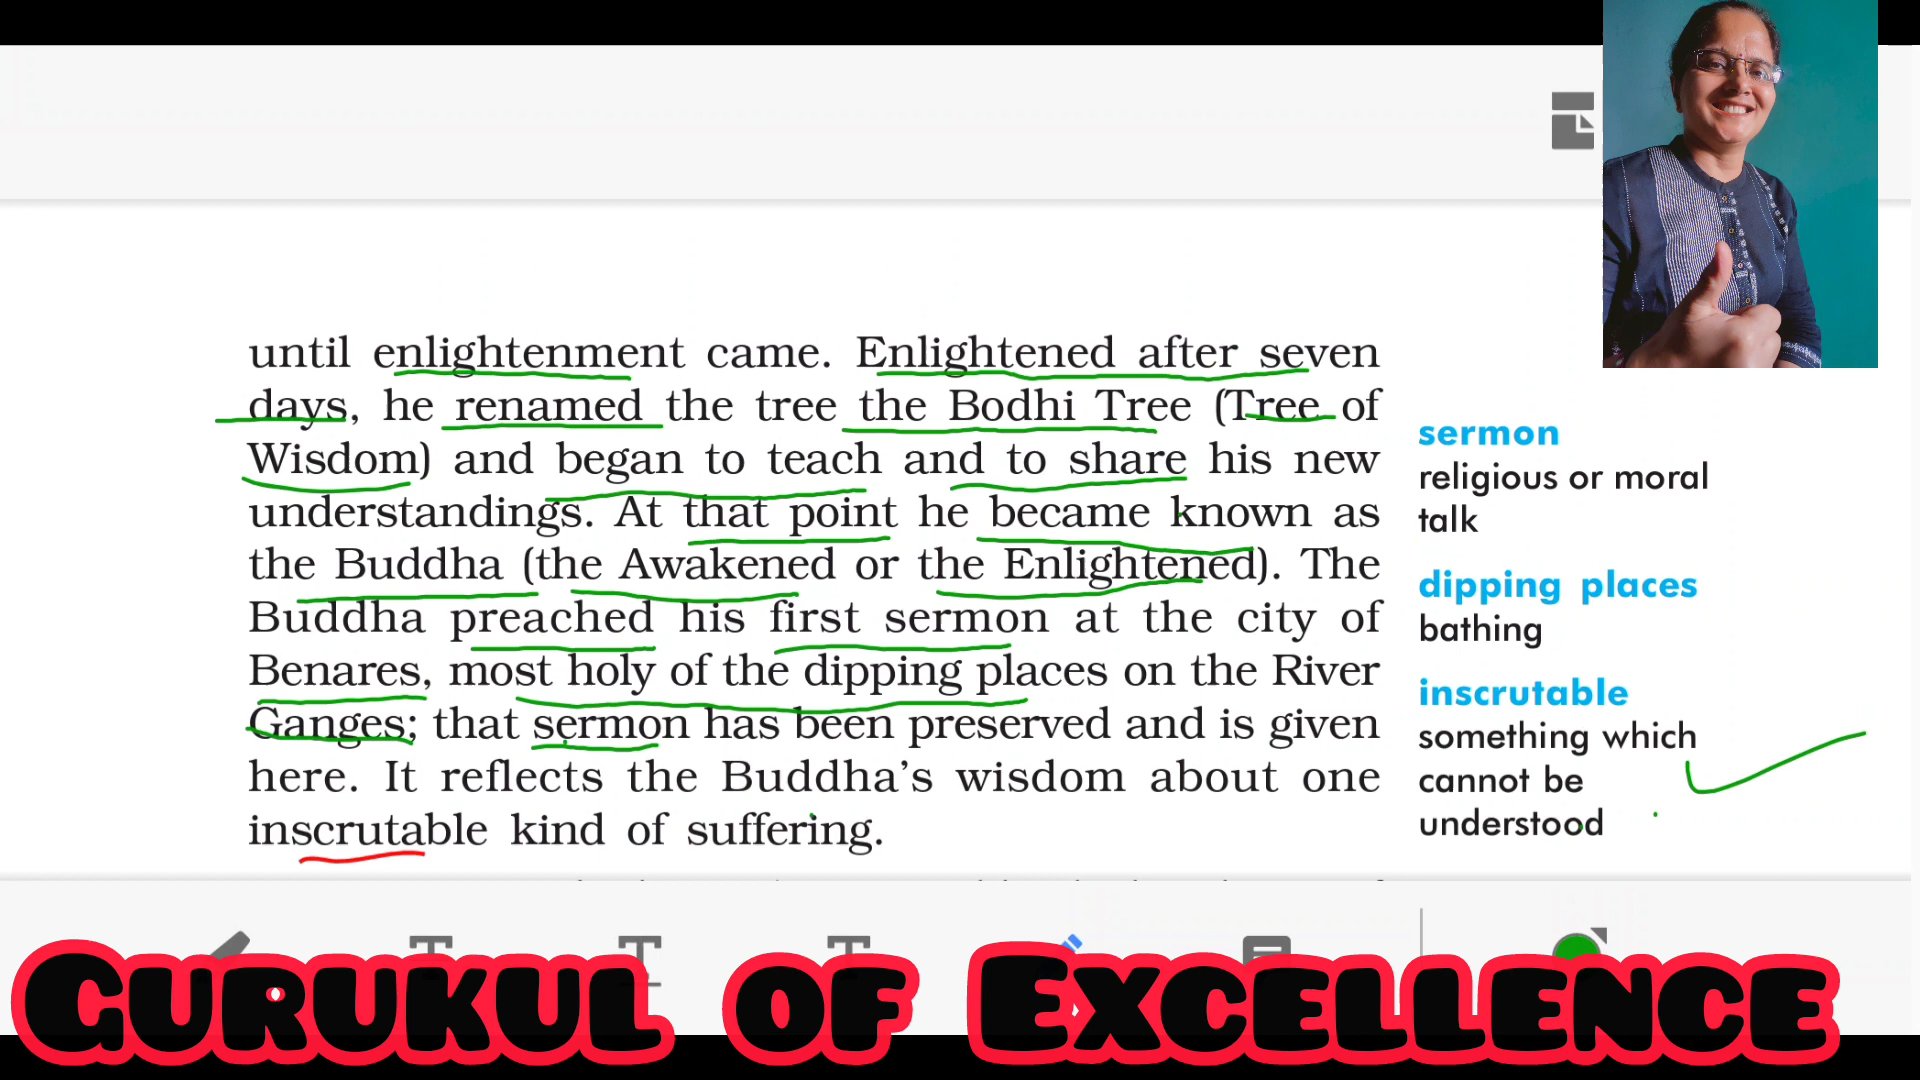 until enlightenment came. Enlightened after seven
days, he renamed the tree the Bodhi Tree (Tree of
Wisdom) and began to teach and to share his new
understandings. At that point he became known as
the Buddha (the Awakened or the Enlightened). The
Buddha preached his first sermon at the city of
Benares, most holy of the dipping places on the River
Ganges; that sermon has been preserved and is given
here. It reflects the Buddha's wisdom about one
inscrutable kind of suffering.
sermon
religious or moral
talk
dipping places
bathing
inscrutable
something which
cannot be
understood
GURUKUL OF EXCELLENCE